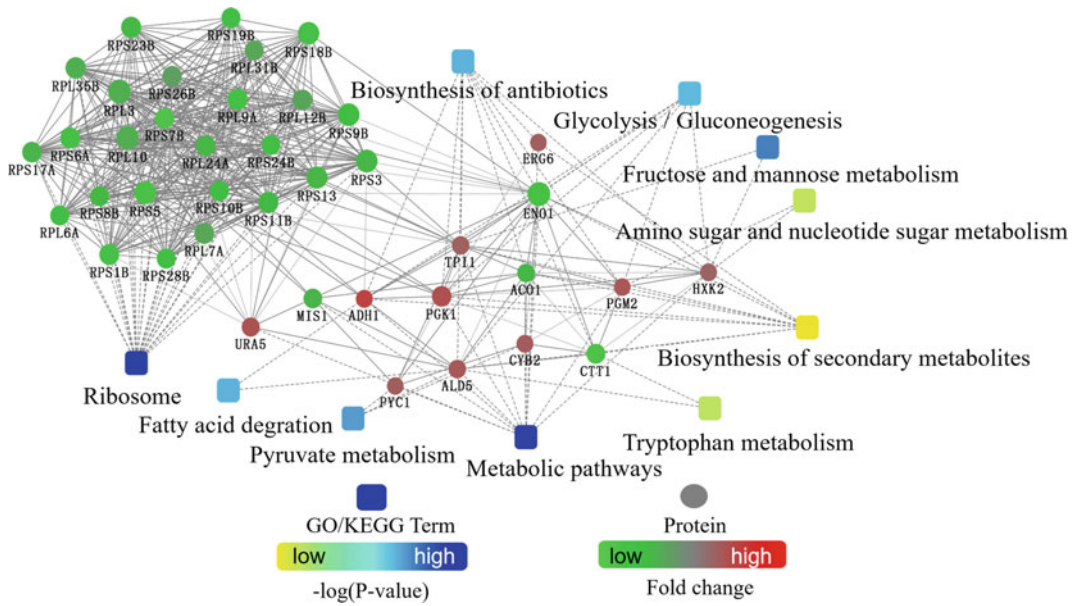 RPS19B
RPS23B
RPS18B
RPL31B
RPL35B
RPS26B
Biosynthesis of antibiotics
RPL3
RPL9A
RPL12B
RPS7B
RPS9B
Glycolysis / Gluconeogenesis
RPS6A
RPL10
RPS17A
RPL24A
RPS24B
ERG6
RPS3
Fructose and mannose metabolism
RPS13
RPS8B
RPS5
RPS10B
RPS11B
ENO1
RPL6A
Amino sugar and nucleotide sugar metabolism
RPL7A
RPS1B
RPS28B
TPI1
ACO1
HXK2
PGM2
MIS1
ADH1
PGK1
URA5
Biosynthesis of secondary metabolites
CYB2
CTT1
Ribosome
ALD5
PYC1
Fatty acid degration
Pyruvate metabolism
Tryptophan metabolism
Metabolic pathways
GO/KEGG Term
Protein
low high
low high
-log(P-value)
Fold change